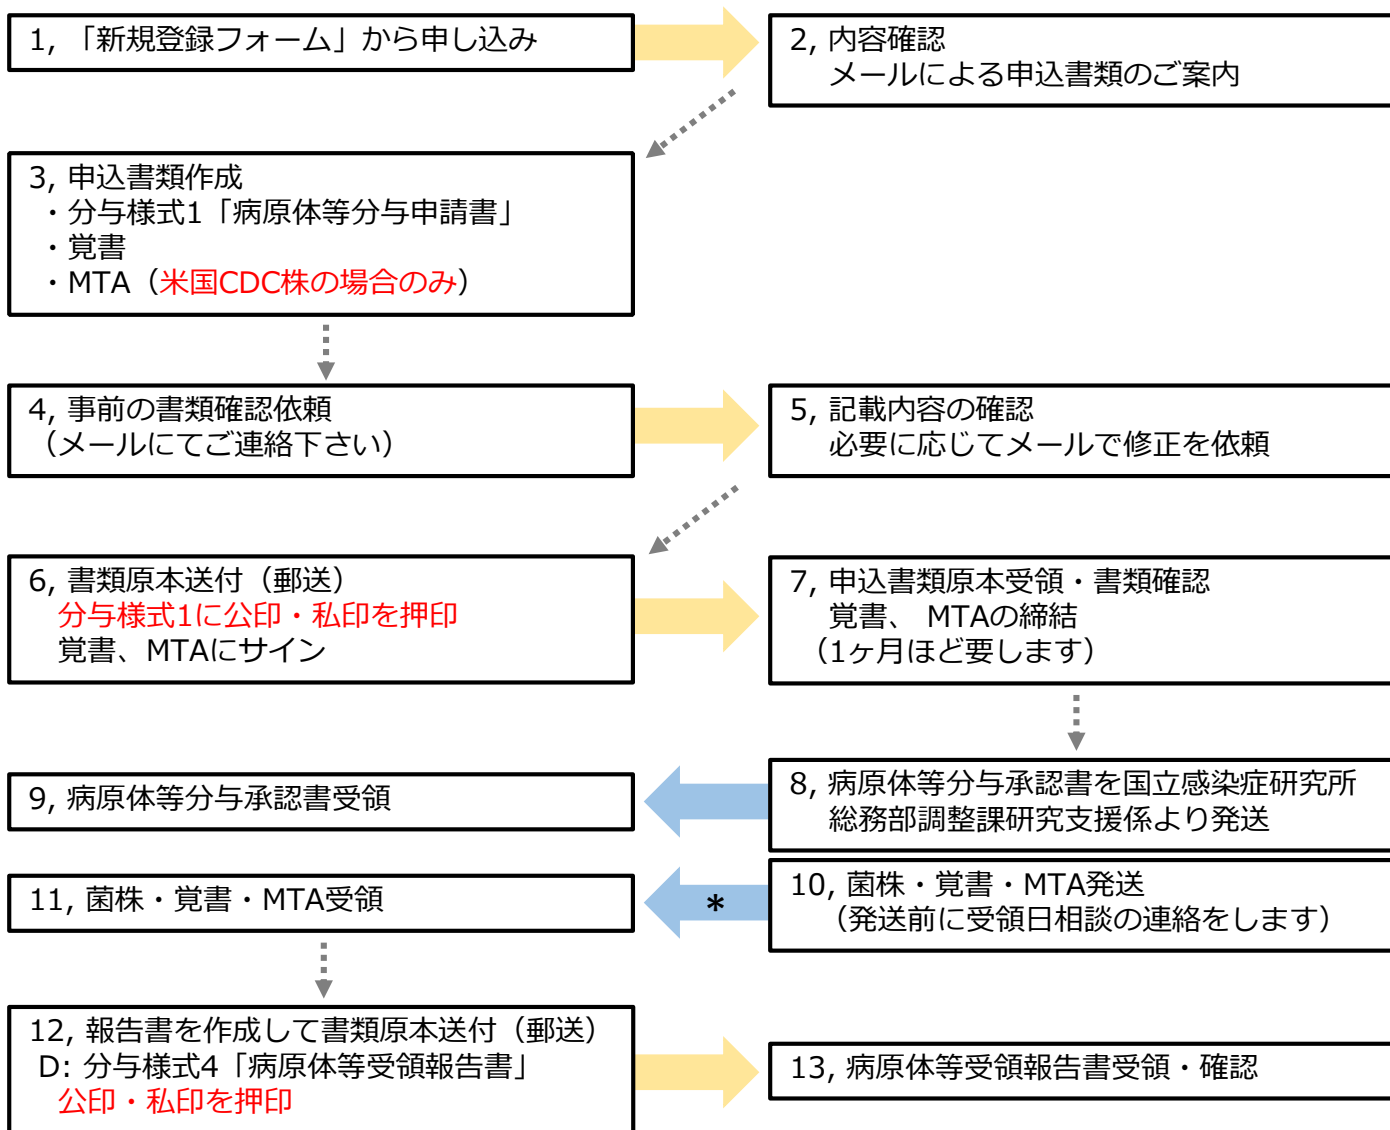 1, 「新規登録フォーム」から申し込み
2, 内容確認
メールによる申込書類のご案内
3, 申込書類作成
・分与様式1「病原体等分与申請書」
・覚書
・MTA（米国CDC株の場合のみ）
4, 事前の書類確認依頼
（メールにてご連絡下さい）
5, 記載内容の確認
必要に応じてメールで修正を依頼
6, 書類原本送付（郵送）
分与様式1に公印・私印を押印
覚書、MTAにサイン
7, 申込書類原本受領・書類確認
覚書、 MTAの締結
（1ヶ月ほど要します）
8, 病原体等分与承認書を国立感染症研究所
総務部調整課研究支援係より発送
9, 病原体等分与承認書受領
10, 菌株・覚書・MTA発送
（発送前に受領日相談の連絡をします）
*
11, 菌株・覚書・MTA受領
12, 報告書を作成して書類原本送付（郵送）
D: 分与様式4「病原体等受領報告書」
公印・私印を押印
13, 病原体等受領報告書受領・確認